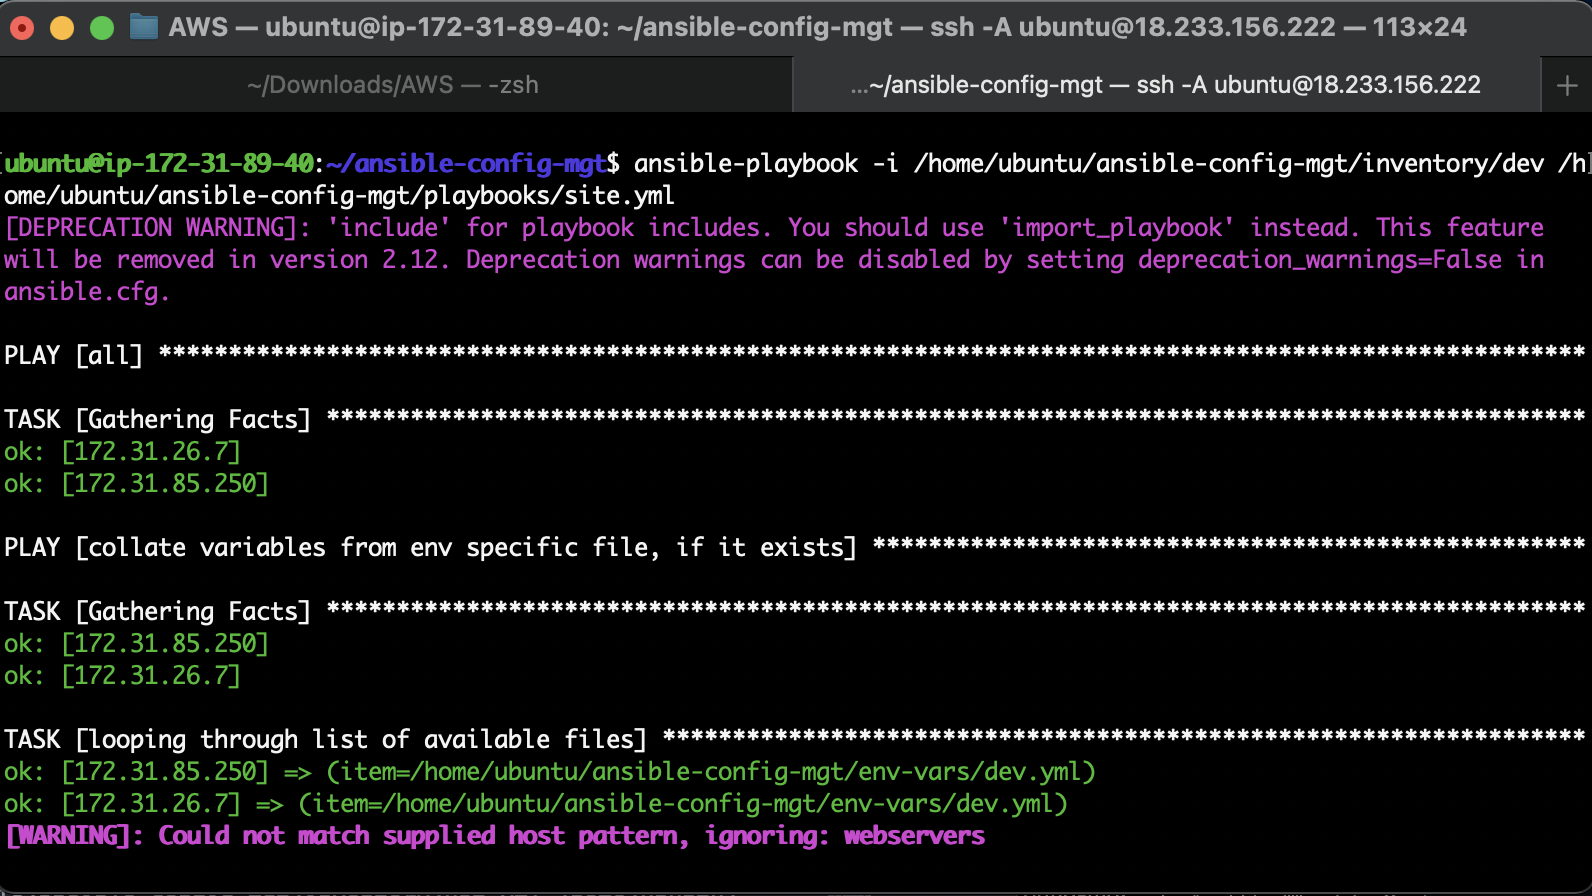 AWS — ubuntu@ip-172-31-89-40: ~/ansible-config-mgt — ssh -A ubuntu@18.233.156.222 — 113×24
~/Downloads/AWS — -zsh
...~/ansible-config-mgt — ssh -A ubuntu@18.233.156.222
+
[ubuntu@ip-172-31-89-40:~/ansible-config-mgt$ ansible-playbook -i /home/ubuntu/ansible-config-mgt/inventory/dev /h]
ome/ubuntu/ansible-config-mgt/playbooks/site.yml
[DEPRECATION WARNING]: 'include' for playbook includes. You should use 'import_playbook' instead. This feature
will be removed in version 2.12. Deprecation warnings can be disabled by setting deprecation_warnings=False in
ansible.cfg.
PLAY [all] ******************************************************************************************************
TASK [Gathering Facts] ******************************************************************************************
ok: [172.31.26.7]
ok: [172.31.85.250]
PLAY [collate variables from env specific file, if it exists] ***************************************************
TASK [Gathering Facts] ******************************************************************************************
ok: [172.31.85.250]
ok: [172.31.26.7]
TASK [looping through list of available files] ******************************************************************
ok: [172.31.85.250] => (item=/home/ubuntu/ansible-config-mgt/env-vars/dev.yml)
ok: [172.31.26.7] => (item=/home/ubuntu/ansible-config-mgt/env-vars/dev.yml)
[WARNING]: Could not match supplied host pattern, ignoring: webservers